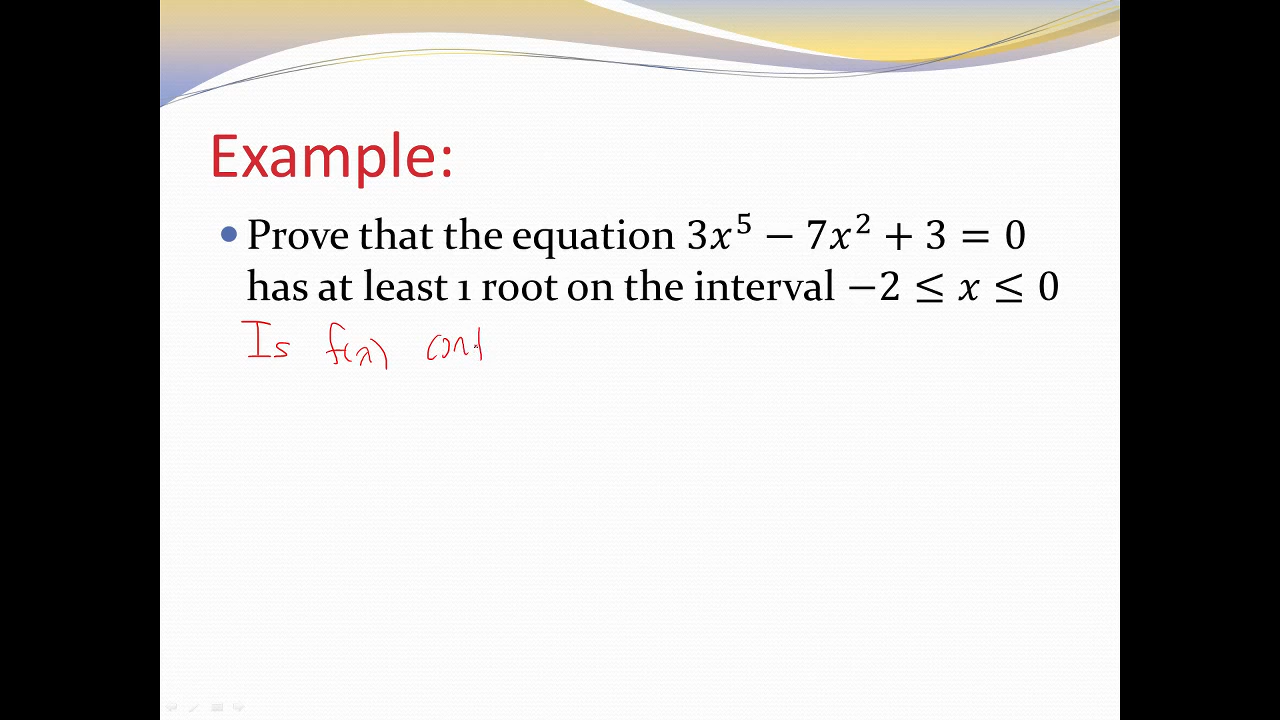 Example:
• Prove that the equation 3x⁵ − 7x² + 3 = 0
has at least 1 root on the interval −2 ≤ x ≤ 0
Is f(x) cont